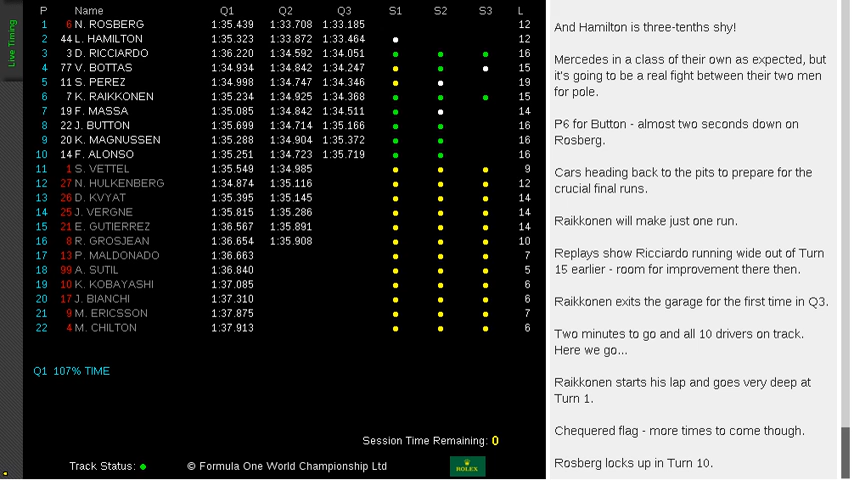 Live Timing
P Name Q1 Q2 Q3 S1 S2 S3 L
1 6 N. ROSBERG 1:35.439 1:33.708 1:33.185 12
2 44 L. HAMILTON 1:35.323 1:33.872 1:33.464 12
3 3 D. RICCIARDO 1:36.220 1:34.592 1:34.051 16
4 77 V. BOTTAS 1:34.934 1:34.842 1:34.247 15
5 11 S. PEREZ 1:34.998 1:34.747 1:34.346 19
6 7 K. RAIKKONEN 1:35.234 1:34.925 1:34.368 15
7 19 F. MASSA 1:35.085 1:34.842 1:34.511 14
8 22 J. BUTTON 1:35.699 1:34.714 1:35.166 16
9 20 K. MAGNUSSEN 1:35.288 1:34.904 1:35.372 16
10 14 F. ALONSO 1:35.251 1:34.723 1:35.719 16
11 1 S. VETTEL 1:35.549 1:34.985 9
12 27 N. HULKENBERG 1:34.874 1:35.116 12
13 26 D. KVYAT 1:35.395 1:35.145 14
14 25 J. VERGNE 1:35.815 1:35.286 14
15 21 E. GUTIERREZ 1:36.567 1:35.891 14
16 8 R. GROSJEAN 1:36.654 1:35.908 10
17 13 P. MALDONADO 1:36.663 7
18 99 A. SUTIL 1:36.840 5
19 10 K. KOBAYASHI 1:37.085 6
20 17 J. BIANCHI 1:37.310 6
21 9 M. ERICSSON 1:37.875 7
22 4 M. CHILTON 1:37.913 6
Q1 107% TIME
Session Time Remaining: 0
Track Status: © Formula One World Championship Ltd
ROLEX
And Hamilton is three-tenths shy!
Mercedes in a class of their own as expected, but
it's going to be a real fight between their two men
for pole.
P6 for Button - almost two seconds down on
Rosberg.
Cars heading back to the pits to prepare for the
crucial final runs.
Raikkonen will make just one run.
Replays show Ricciardo running wide out of Turn
15 earlier - room for improvement there then.
Raikkonen exits the garage for the first time in Q3.
Two minutes to go and all 10 drivers on track.
Here we go...
Raikkonen starts his lap and goes very deep at
Turn 1.
Chequered flag - more times to come though.
Rosberg locks up in Turn 10.